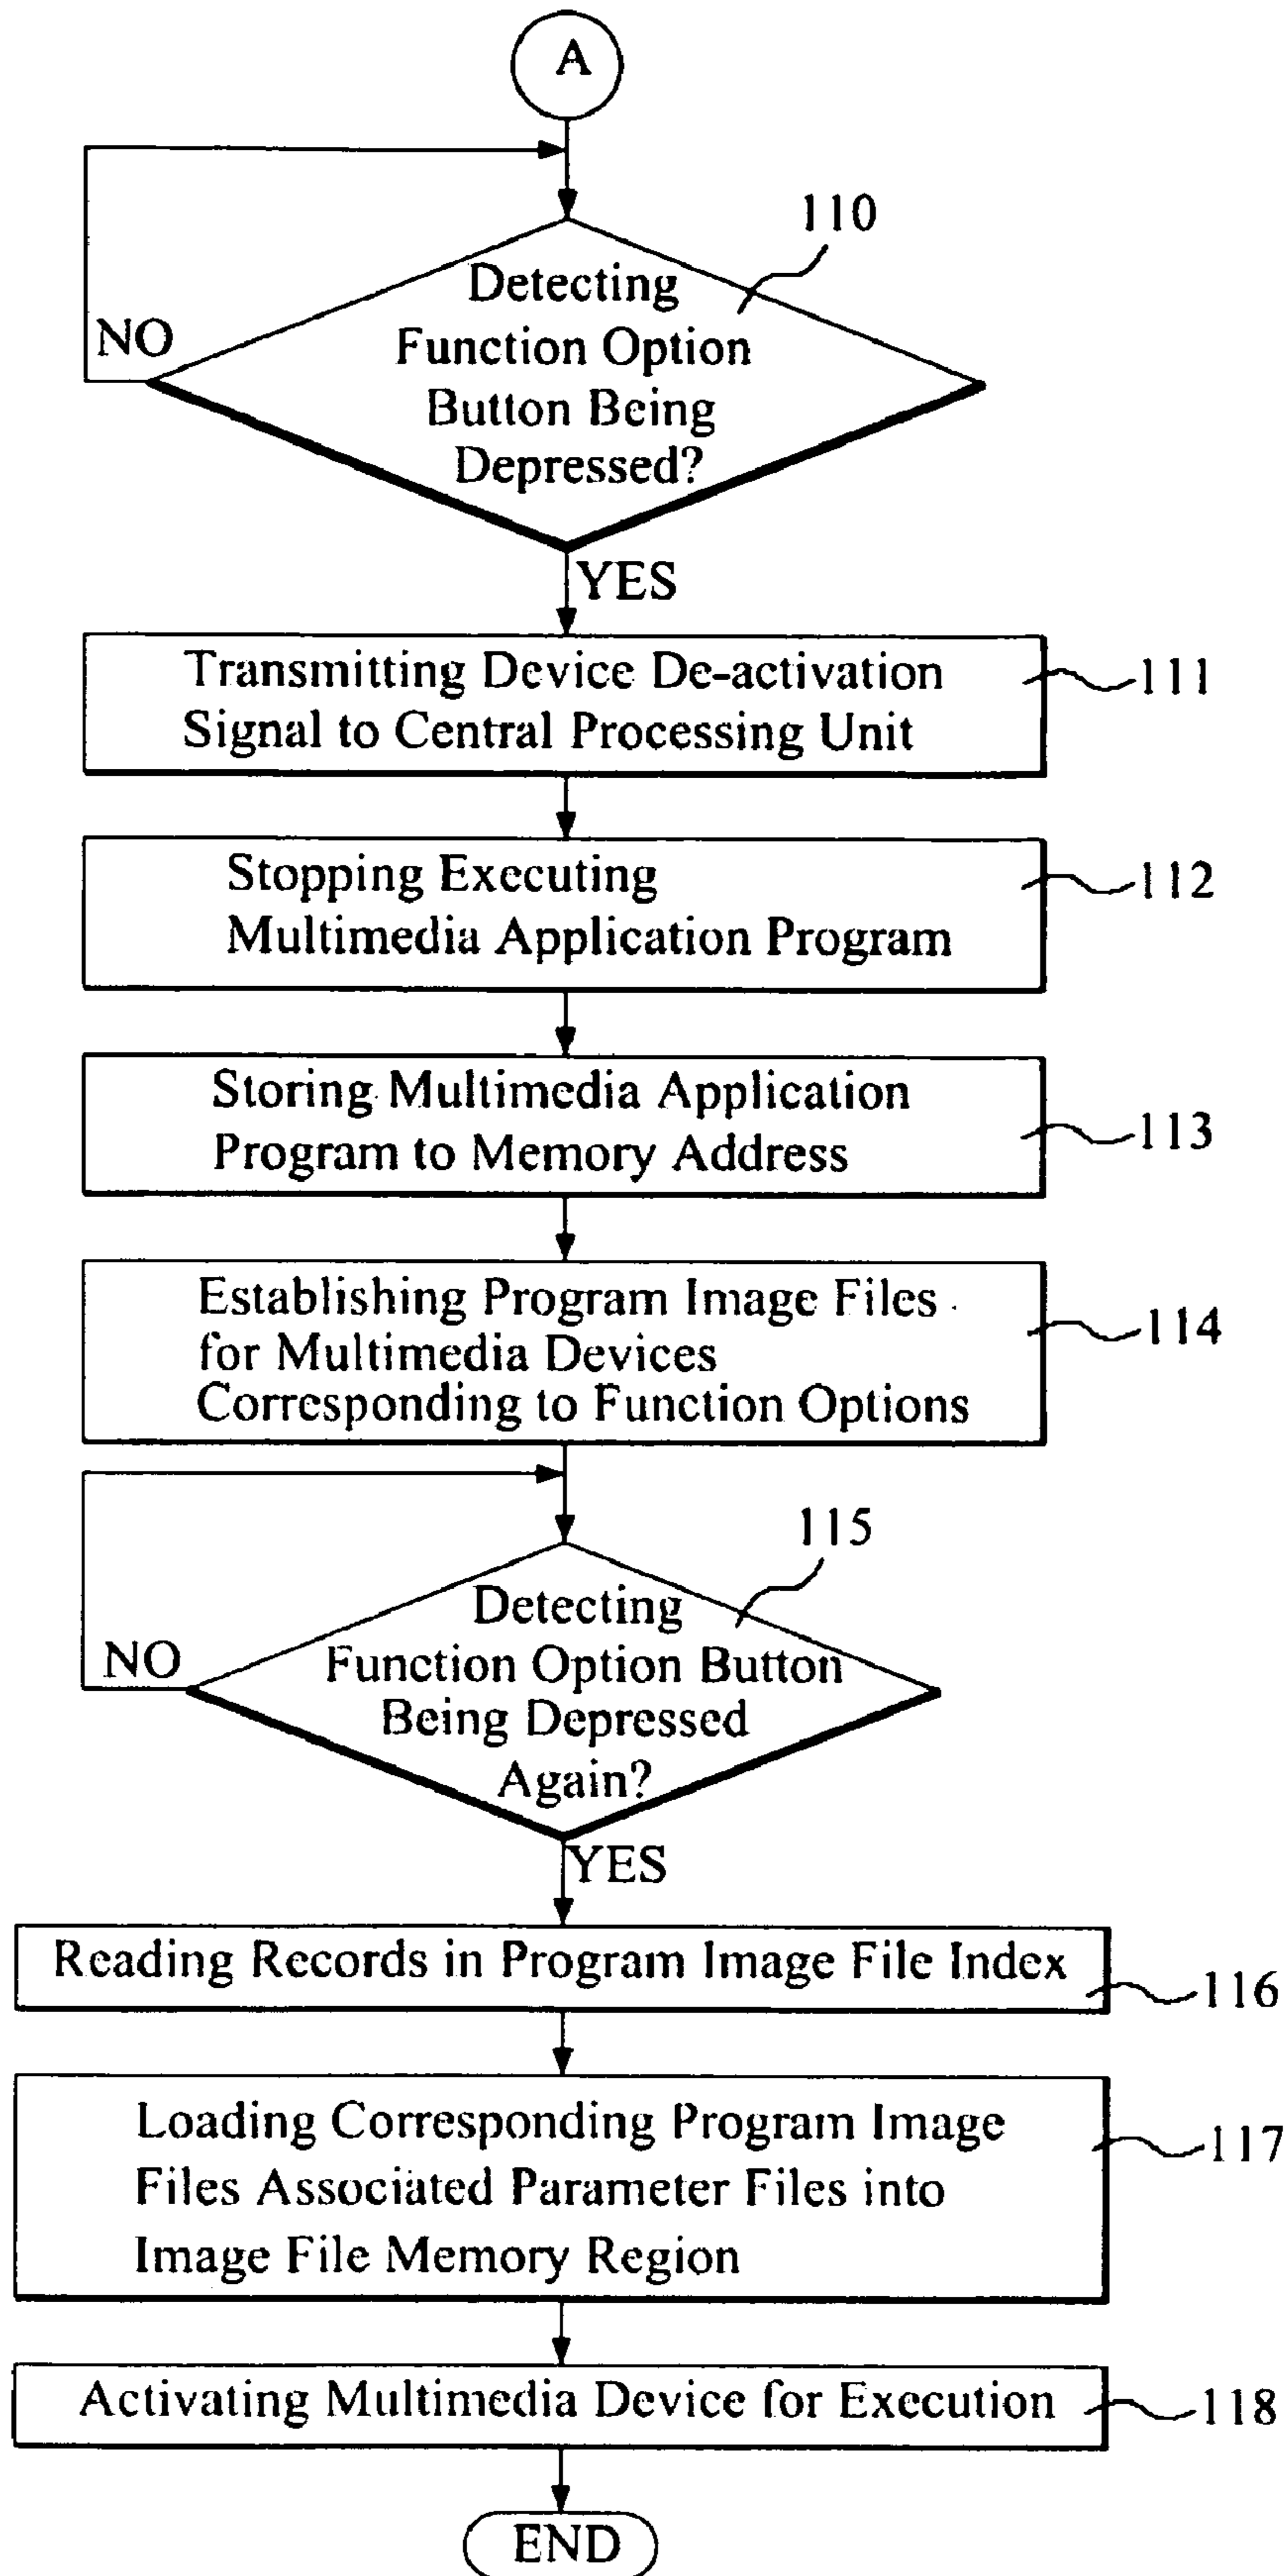 A
110
Detecting
Function Option
Button Being
Depressed?
NO
YES
Transmitting Device De-activation
Signal to Central Processing Unit
111
Stopping Executing
Multimedia Application Program
112
Storing Multimedia Application
Program to Memory Address
113
Establishing Program Image Files
for Multimedia Devices
Corresponding to Function Options
114
115
Detecting
Function Option Button
Being Depressed
Again?
NO
YES
Reading Records in Program Image File Index
116
Loading Corresponding Program Image
Files Associated Parameter Files into
Image File Memory Region
117
Activating Multimedia Device for Execution
118
END